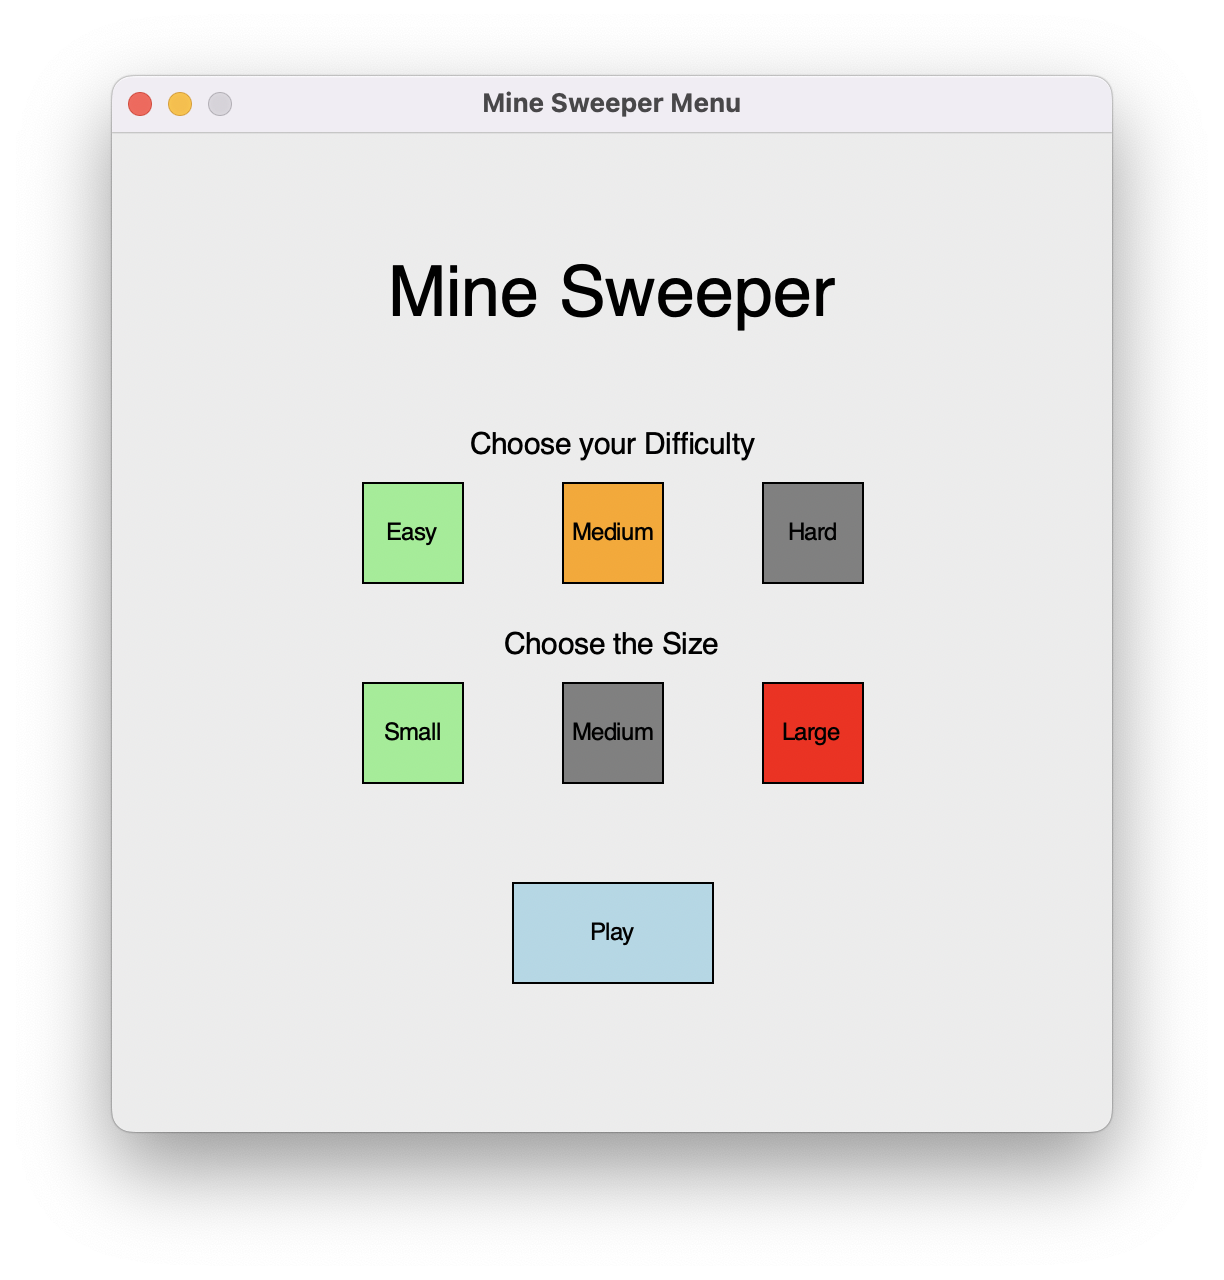 Mine Sweeper Menu
Mine Sweeper
Choose your Difficulty
Easy Medium Hard
Choose the Size
Small Medium Large
Play